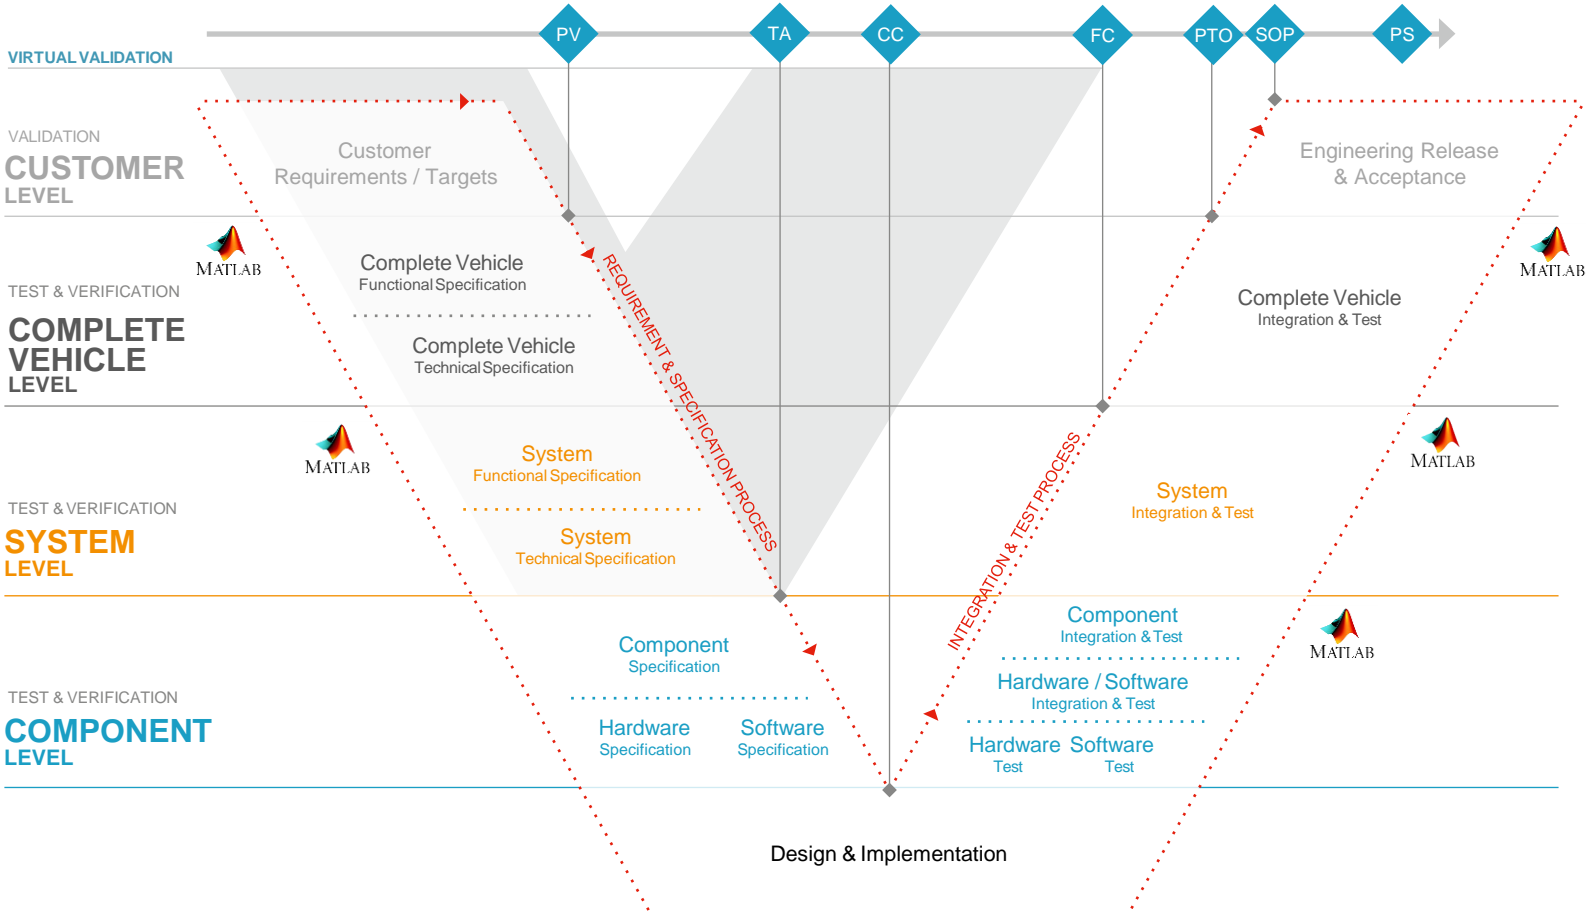 PV
TA
CC
FC
PTO
SOP
PS
VIRTUAL VALIDATION
VALIDATION
CUSTOMER
LEVEL
Customer
Requirements / Targets
Engineering Release
& Acceptance
MATLAB
MATLAB
TEST & VERIFICATION
COMPLETE
VEHICLE
LEVEL
Complete Vehicle
Functional Specification
Complete Vehicle
Technical Specification
REQUIREMENT & SPECIFICATION PROCESS
Complete Vehicle
Integration & Test
MATLAB
MATLAB
TEST & VERIFICATION
SYSTEM
LEVEL
System
Functional Specification
System
Technical Specification
INTEGRATION & TEST PROCESS
System
Integration & Test
MATLAB
TEST & VERIFICATION
COMPONENT
LEVEL
Component
Specification
Hardware
Specification
Software
Specification
Component
Integration & Test
Hardware / Software
Integration & Test
Hardware
Test
Software
Test
Design & Implementation